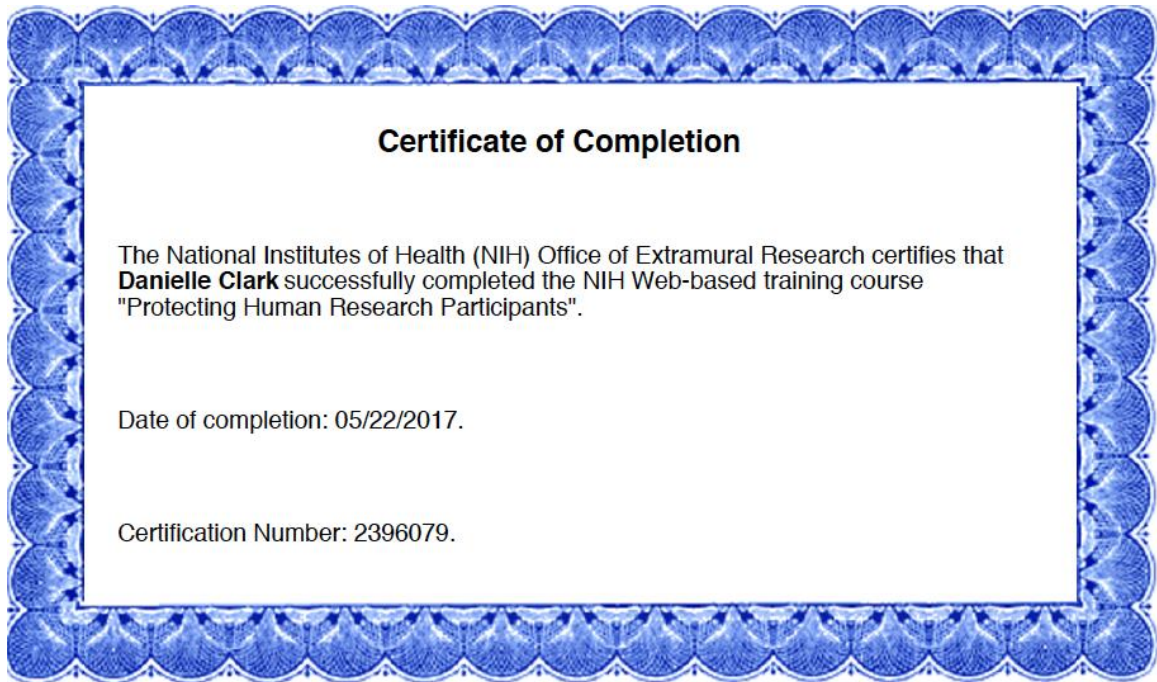 Certificate of Completion
The National Institutes of Health (NIH) Office of Extramural Research certifies that
Danielle Clark successfully completed the NIH Web-based training course
"Protecting Human Research Participants".
Date of completion: 05/22/2017.
Certification Number: 2396079.